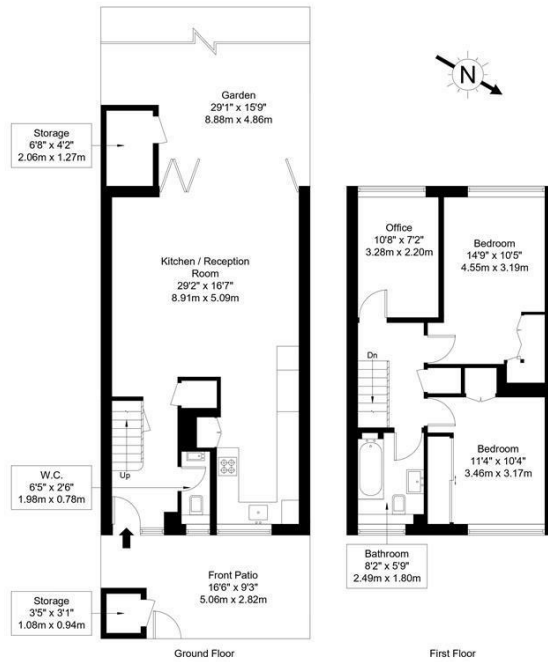 Garden
29'1" x 15'9"
8.88m x 4.86m
N
Storage
6'8" x 4'2"
2.06m x 1.27m
Kitchen / Reception
Room
29'2" x 16'7"
8.91m x 5.09m
Up
W.C.
6'5" x 2'6"
1.98m x 0.78m
Front Patio
16'6" x 9'3"
5.06m x 2.82m
Storage
3'5" x 3'1"
1.08m x 0.94m
Ground Floor
Office
10'8" x 7'2"
3.28m x 2.20m
Bedroom
14'9" x 10'5"
4.55m x 3.19m
Dn
Bedroom
11'4" x 10'4"
3.46m x 3.17m
Bathroom
8'2" x 5'9"
2.49m x 1.80m
First Floor